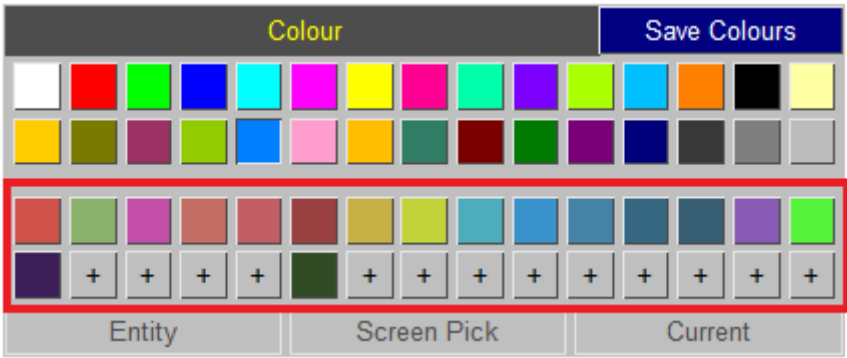 Colour Save Colours
+ + + + + + + + + + + + +
Entity Screen Pick Current